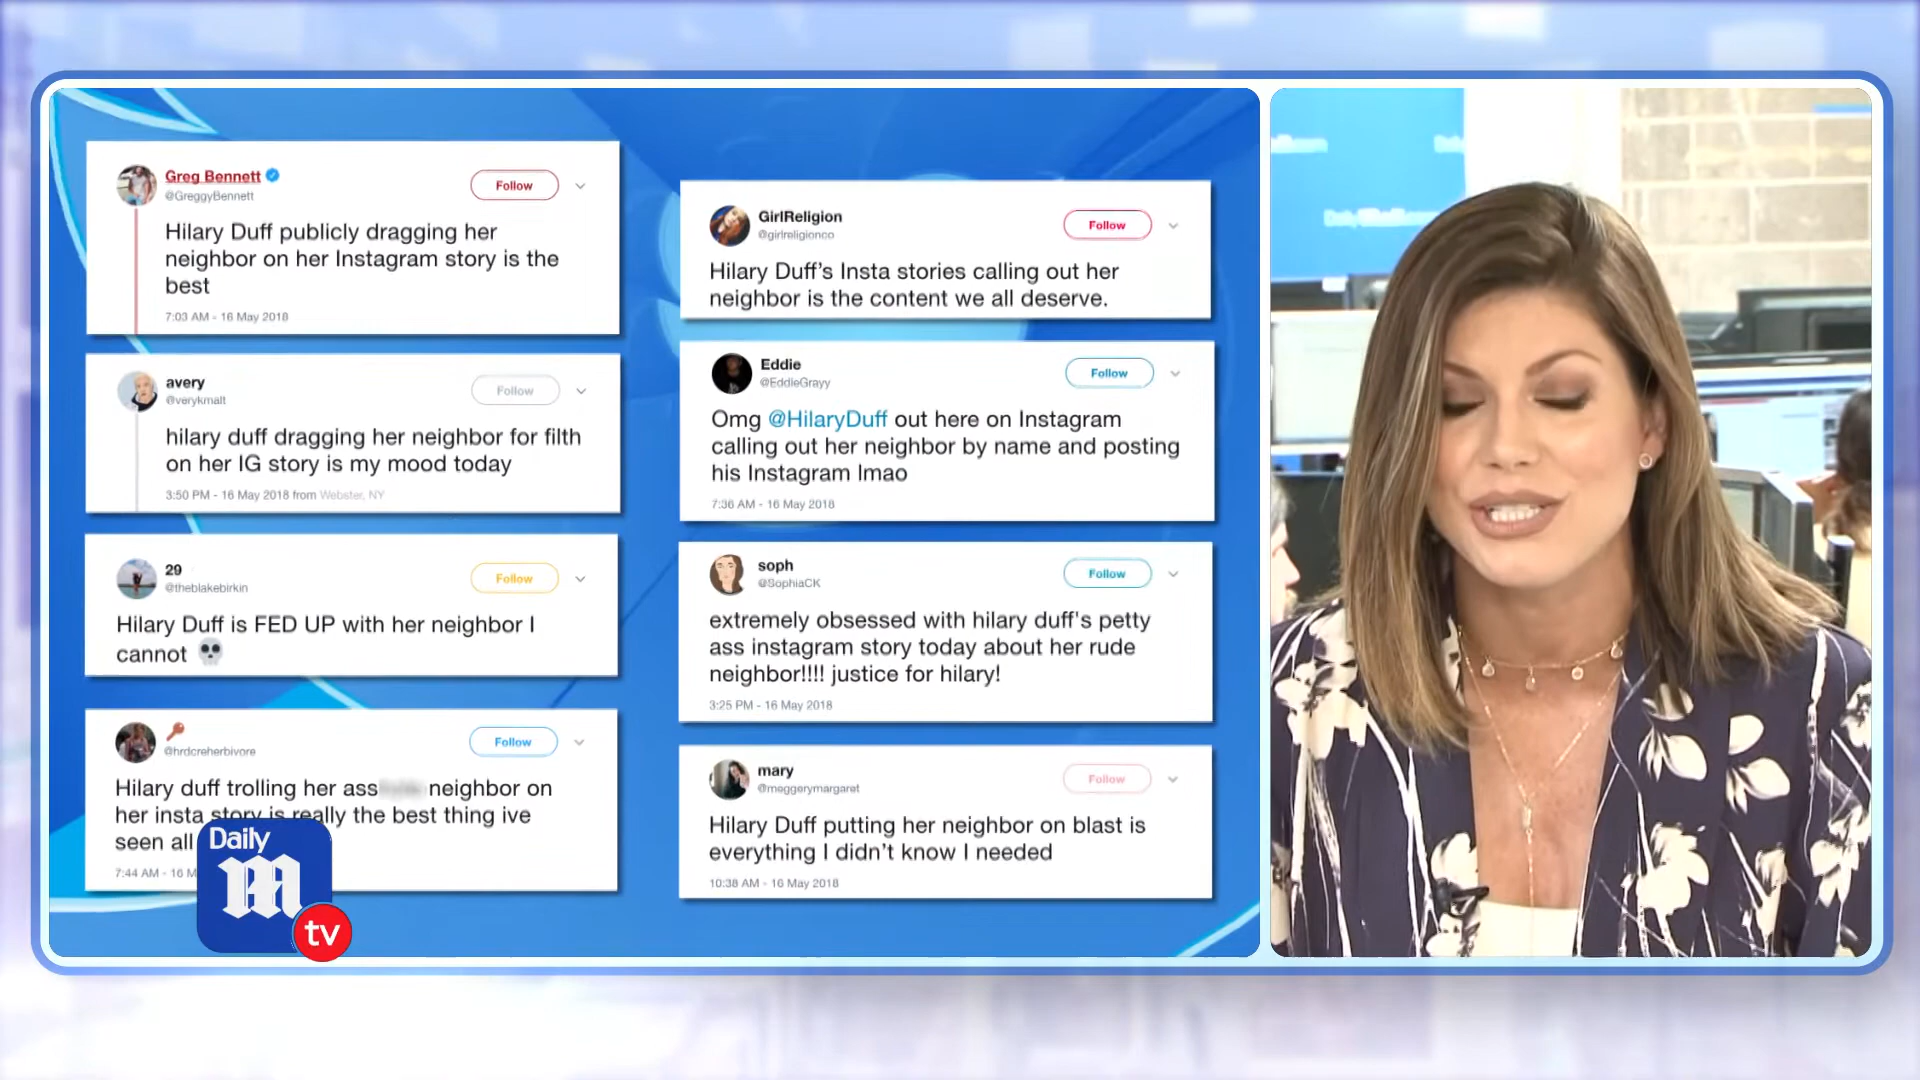 Greg Bennett
@GreggyBennett
Follow
Hilary Duff publicly dragging her
neighbor on her Instagram story is the
best
7:03 AM - 16 May 2018
avery
@verykmalt
Follow
hilary duff dragging her neighbor for filth
on her IG story is my mood today
3:50 PM - 16 May 2018 from Webster, NY
29
@theblakebirkin
Follow
Hilary Duff is FED UP with her neighbor I
cannot 💀
@hrdcreherbivore
Follow
Hilary duff trolling her ass neighbor on
her insta story is really the best thing ive
seen all
7:44 AM - 16 M
Daily
M
tv
GirlReligion
@girlreligionco
Follow
Hilary Duff's Insta stories calling out her
neighbor is the content we all deserve.
Eddie
@EddieGrayy
Follow
Omg @HilaryDuff out here on Instagram
calling out her neighbor by name and posting
his Instagram lmao
7:36 AM - 16 May 2018
soph
@SophiaCK
Follow
extremely obsessed with hilary duff's petty
ass instagram story today about her rude
neighbor!!!! justice for hilary!
3:25 PM - 16 May 2018
mary
@meggerymargaret
Follow
Hilary Duff putting her neighbor on blast is
everything I didn't know I needed
10:38 AM - 16 May 2018